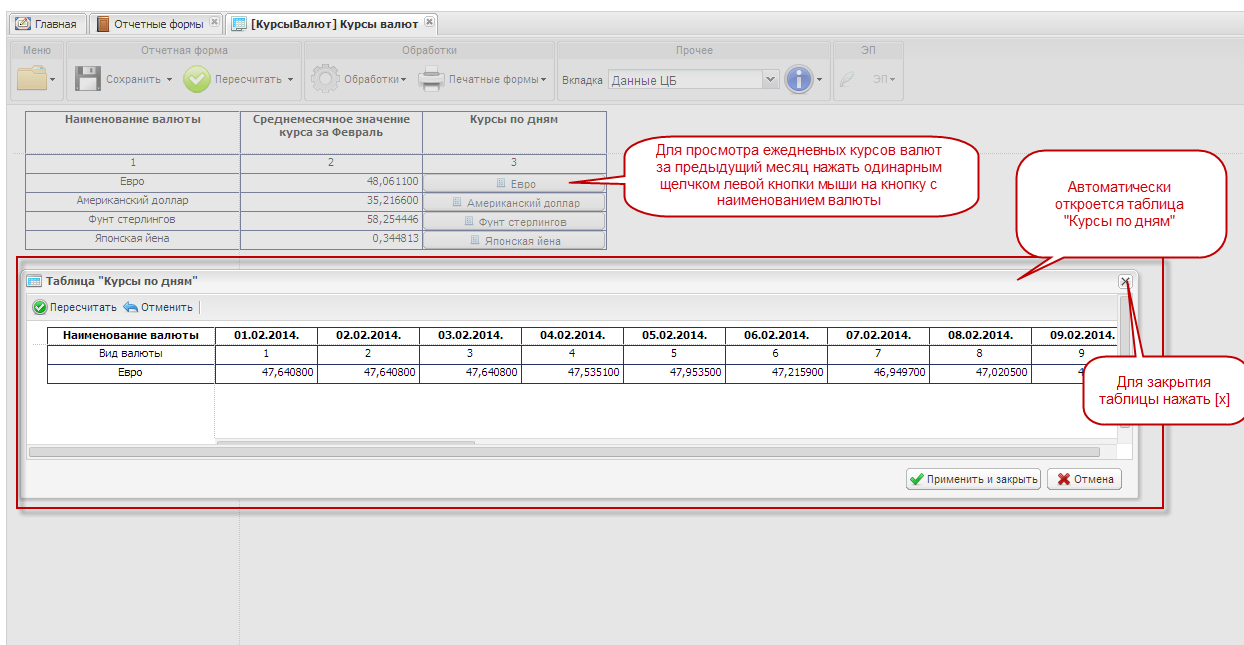 Главная Отчетные формы [КурсыВалют] Курсы валют
Меню Отчетная форма Обработки Прочее ЭП
Сохранить Пересчитать Обработки Печатные формы Вкладка Данные ЦБ ЭП
Наименование валюты Среднемесячное значение Курсы по дням
курса за Февраль
1 2 3
Евро 48,061100 Евро
Американский доллар 35,216600 Американский доллар
Фунт стерлингов 58,254446 Фунт стерлингов
Японская йена 0,344813 Японская йена
Для просмотра ежедневных курсов валют
за предыдущий месяц нажать одинарным
щелчком левой кнопки мыши на кнопку с
наименованием валюты
Автоматически
откроется таблица
"Курсы по дням"
Таблица "Курсы по дням"
Пересчитать Отменить
Наименование валюты 01.02.2014. 02.02.2014. 03.02.2014. 04.02.2014. 05.02.2014. 06.02.2014. 07.02.2014. 08.02.2014. 09.02.2014.
Вид валюты 1 2 3 4 5 6 7 8 9
Евро 47,640800 47,640800 47,640800 47,535100 47,953500 47,215900 46,949700 47,020500
Для закрытия
таблицы нажать [x]
Применить и закрыть Отмена